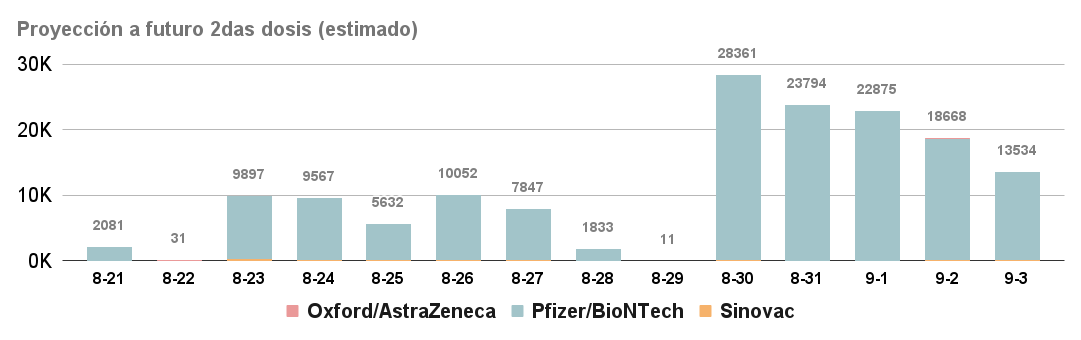 Proyección a futuro 2das dosis (estimado)
30K
20K
10K
0K
2081
31
9897
9567
5632
10052
7847
1833
11
28361
23794
22875
18668
13534
8-21 8-22 8-23 8-24 8-25 8-26 8-27 8-28 8-29 8-30 8-31 9-1 9-2 9-3
Oxford/AstraZeneca Pfizer/BioNTech Sinovac